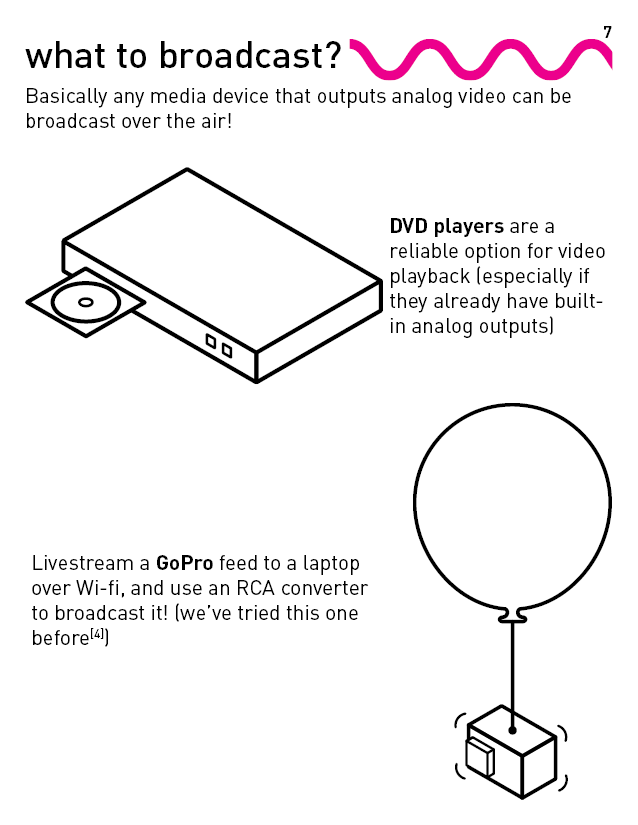 7
what to broadcast?
Basically any media device that outputs analog video can be
broadcast over the air!
DVD players are a
reliable option for video
playback (especially if
they already have built-
in analog outputs)
Livestream a GoPro feed to a laptop
over Wi-fi, and use an RCA converter
to broadcast it! (we've tried this one
before[4])